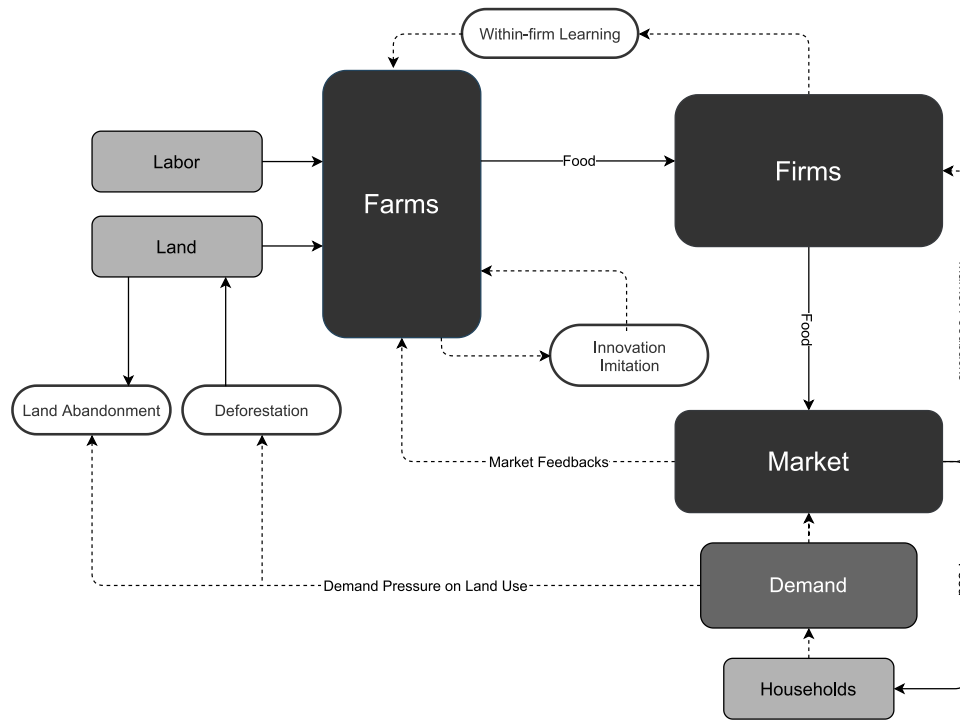 Within-firm Learning
Labor
Farms
Food
Firms
Land
Innovation
Imitation
Food
Land Abandonment
Deforestation
Market Feedbacks
Market
Demand Pressure on Land Use
Demand
Households